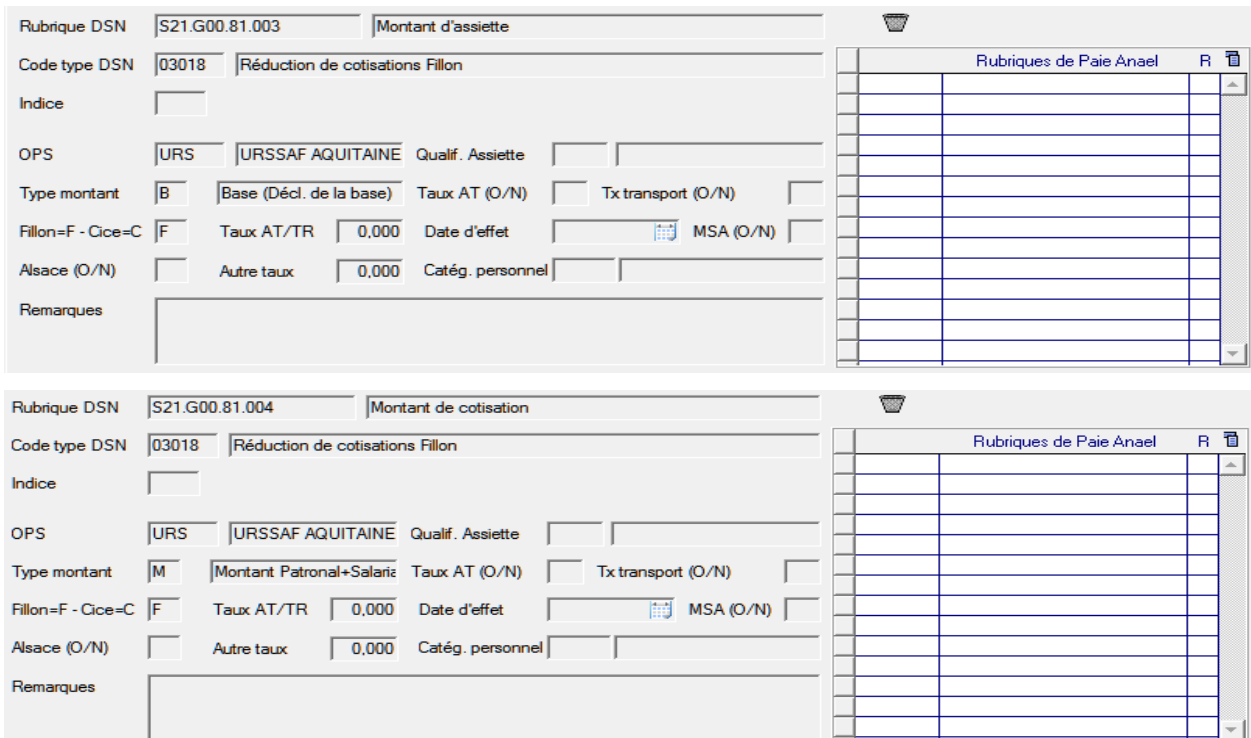 Rubrique DSN S21.G00.81.003 Montant d'assiette
Code type DSN 03018 Réduction de cotisations Fillon
Rubriques de Paie Anael R
Indice
OPS URS URSSAF AQUITAINE Qualif. Assiette
Type montant B Base (Décl. de la base) Taux AT (O/N) Tx transport (O/N)
Fillon=F - Cice=C F Taux AT/TR 0,000 Date d'effet MSA (O/N)
Alsace (O/N) Autre taux 0,000 Catég. personnel
Remarques
Rubrique DSN S21.G00.81.004 Montant de cotisation
Code type DSN 03018 Réduction de cotisations Fillon
Rubriques de Paie Anael R
Indice
OPS URS URSSAF AQUITAINE Qualif. Assiette
Type montant M Montant Patronal+Salaria Taux AT (O/N) Tx transport (O/N)
Fillon=F - Cice=C F Taux AT/TR 0,000 Date d'effet MSA (O/N)
Alsace (O/N) Autre taux 0,000 Catég. personnel
Remarques